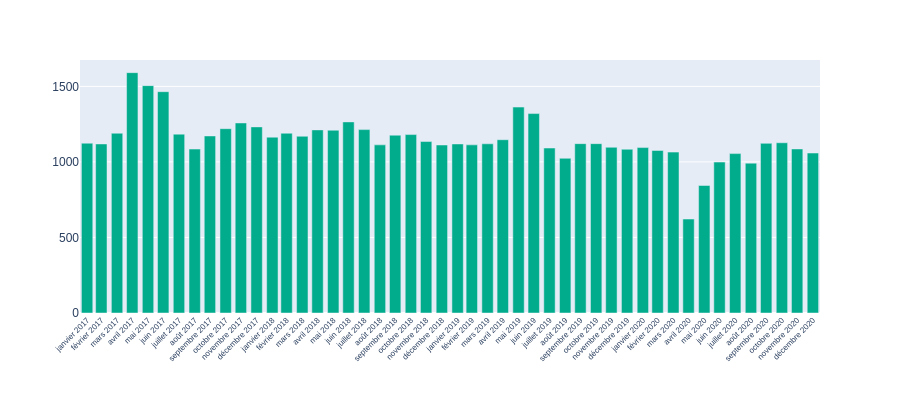 1500
1000
500
0
janvier 2017
février 2017
mars 2017
avril 2017
mai 2017
juin 2017
juillet 2017
août 2017
septembre 2017
octobre 2017
novembre 2017
décembre 2017
janvier 2018
février 2018
mars 2018
avril 2018
mai 2018
juin 2018
juillet 2018
août 2018
septembre 2018
octobre 2018
novembre 2018
décembre 2018
janvier 2019
février 2019
mars 2019
avril 2019
mai 2019
juin 2019
juillet 2019
août 2019
septembre 2019
octobre 2019
novembre 2019
décembre 2019
janvier 2020
février 2020
mars 2020
avril 2020
mai 2020
juin 2020
juillet 2020
août 2020
septembre 2020
octobre 2020
novembre 2020
décembre 2020